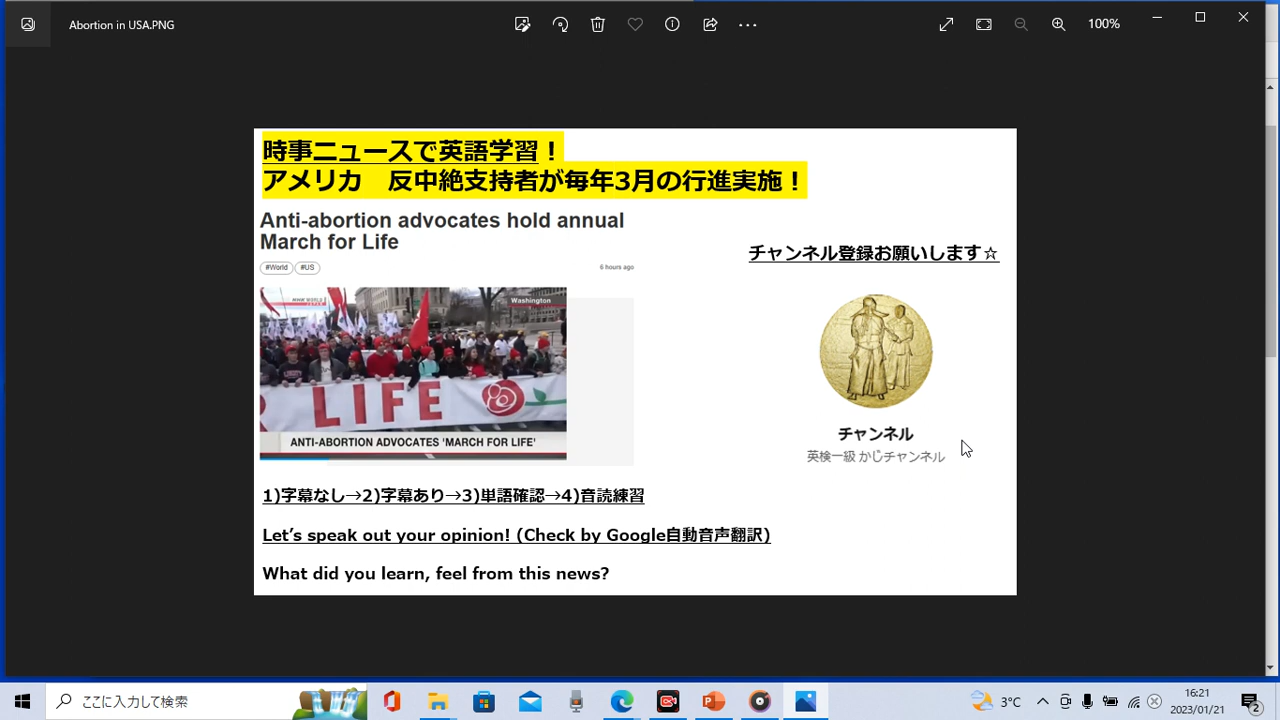 Abortion in USA.PNG
100%
時事ニュースで英語学習！
アメリカ　反中絶支持者が毎年3月の行進実施！
Anti-abortion advocates hold annual
March for Life
#World #US
6 hours ago
チャンネル登録お願いします☆
NHK WORLD
JAPAN
Washington
LIFE
ANTI-ABORTION ADVOCATES 'MARCH FOR LIFE'
チャンネル
英検一級 かじチャンネル
1)字幕なし→2)字幕あり→3)単語確認→4)音読練習
Let’s speak out your opinion! (Check by Google自動音声翻訳)
What did you learn, feel from this news?
ここに入力して検索
3°C
16:21
2023/01/21
2